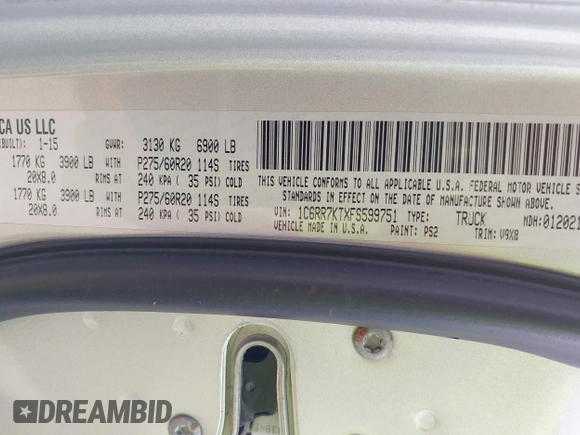 CA US LLC
(BUILT): 1-15 GVWR: 3130 KG 6900 LB
1770 KG 3900 LB WITH P275/60R20 114S TIRES
20X8.0 RIMS AT 240 KPA ( 35 PSI) COLD
1770 KG 3900 LB WITH P275/60R20 114S TIRES
20X8.0 RIMS AT 240 KPA ( 35 PSI) COLD
THIS VEHICLE CONFORMS TO ALL APPLICABLE U.S.A. FEDERAL MOTOR VEHICLE S
STANDARDS IN EFFECT ON THE DATE OF MANUFACTURE SHOWN ABOVE.
VIN: 1C6RR7KTXFS599751 TYPE: TRUCK MDH: 012021
VEHICLE MADE IN U.S.A. PAINT: PS2 TRIM: V9X8
DREAMBID